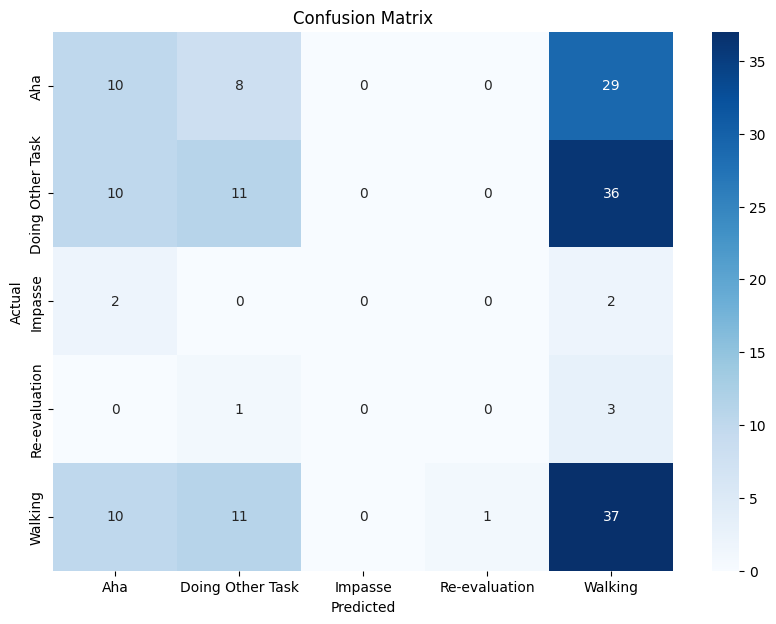 Confusion Matrix
Actual
Aha
10 8 0 0 29
Doing Other Task
10 11 0 0 36
Impasse
2 0 0 0 2
Re-evaluation
0 1 0 0 3
Walking
10 11 0 1 37
Aha Doing Other Task Impasse Re-evaluation Walking
Predicted
35
30
25
20
15
10
5
0